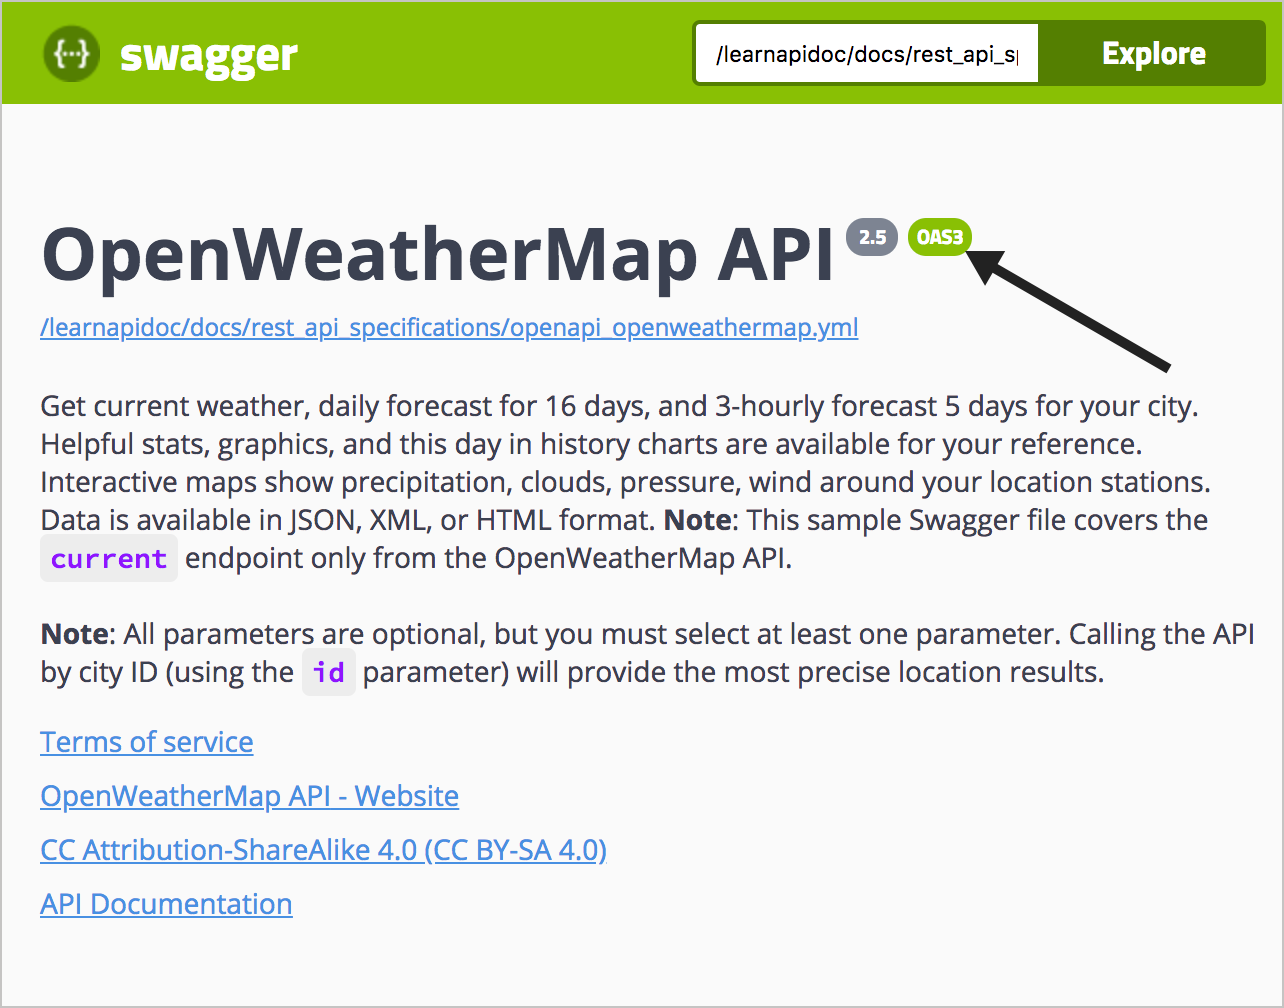 {···} swagger
/learnapidoc/docs/rest_api_s
Explore
OpenWeatherMap API 2.5 OAS3
/learnapidoc/docs/rest_api_specifications/openapi_openweathermap.yml
Get current weather, daily forecast for 16 days, and 3-hourly forecast 5 days for your city.
Helpful stats, graphics, and this day in history charts are available for your reference.
Interactive maps show precipitation, clouds, pressure, wind around your location stations.
Data is available in JSON, XML, or HTML format. Note: This sample Swagger file covers the
current endpoint only from the OpenWeatherMap API.
Note: All parameters are optional, but you must select at least one parameter. Calling the API
by city ID (using the id parameter) will provide the most precise location results.
Terms of service
OpenWeatherMap API - Website
CC Attribution-ShareAlike 4.0 (CC BY-SA 4.0)
API Documentation